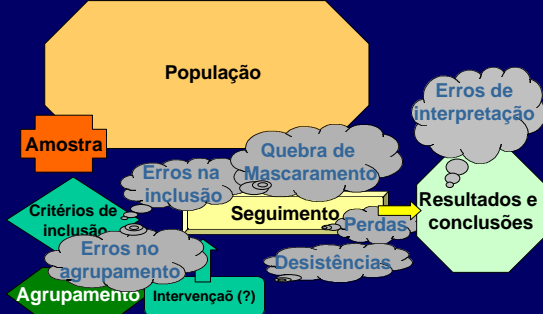 População
Erros de
interpretação
Amostra
Quebra de
Mascaramento
Erros na
inclusão
Critérios de
inclusão
Seguimento
Perdas
Resultados e
conclusões
Erros no
agrupamento
Desistências
Agrupamento
Intervençaõ (?)